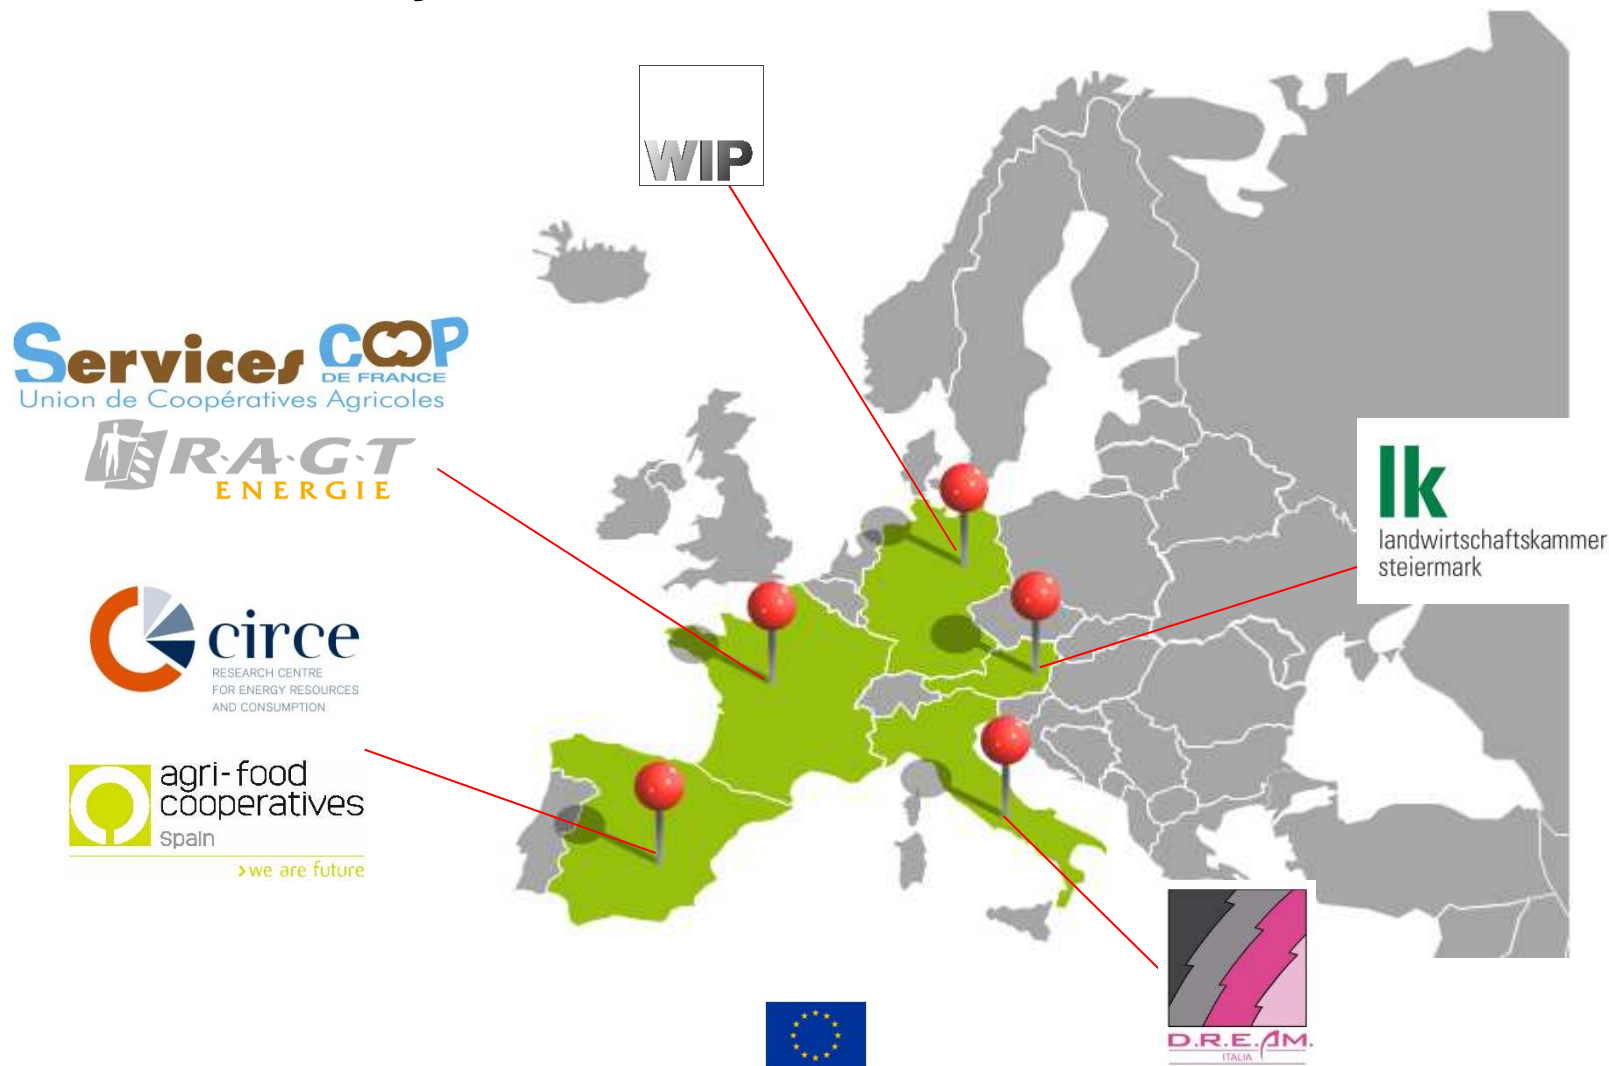 WIP
Services COOP
DE FRANCE
Union de Coopératives Agricoles
R·A·G·T
ENERGIE
lk
landwirtschaftskammer
steiermark
circe
RESEARCH CENTRE
FOR ENERGY RESOURCES
AND CONSUMPTION
agri-food
cooperatives
Spain
>we are future
D.R.E.AM.
ITALIA